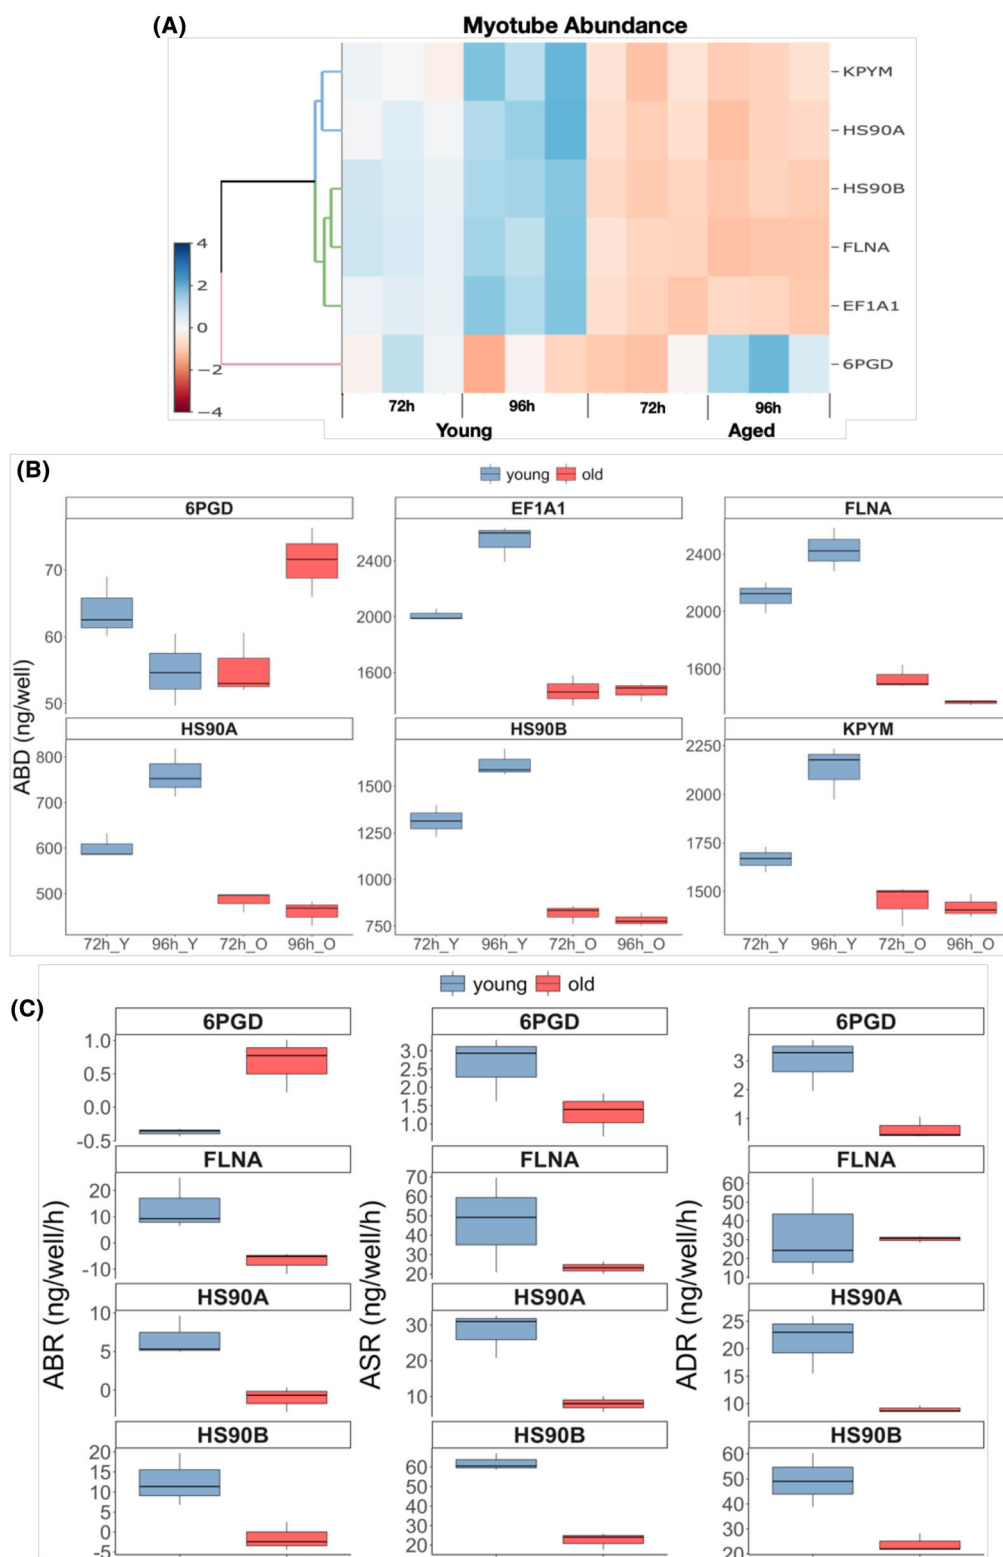 (A)
Myotube Abundance
KPYM
HS90A
HS90B
FLNA
EF1A1
6PGD
4
2
0
−2
−4
72h 96h 72h 96h
Young Aged
(B)
young old
6PGD EF1A1 FLNA
ABD (ng/well)
70
60
50
2400
2000
1600
2400
2000
1600
HS90A HS90B KPYM
800
700
600
500
1500
1250
1000
750
2250
2000
1750
1500
72h_Y 96h_Y 72h_O 96h_O 72h_Y 96h_Y 72h_O 96h_O 72h_Y 96h_Y 72h_O 96h_O
(C)
young old
ABR (ng/well/h)
6PGD
1.0
0.5
0.0
-0.5
FLNA
20
10
0
-10
HS90A
10
5
0
HS90B
20
15
10
5
0
-5
ASR (ng/well/h)
6PGD
3.0
2.5
2.0
1.5
1.0
FLNA
70
60
50
40
30
20
HS90A
30
20
10
HS90B
60
50
40
30
20
ADR (ng/well/h)
6PGD
3
2
1
FLNA
60
50
40
30
20
10
HS90A
25
20
15
10
HS90B
60
50
40
30
20